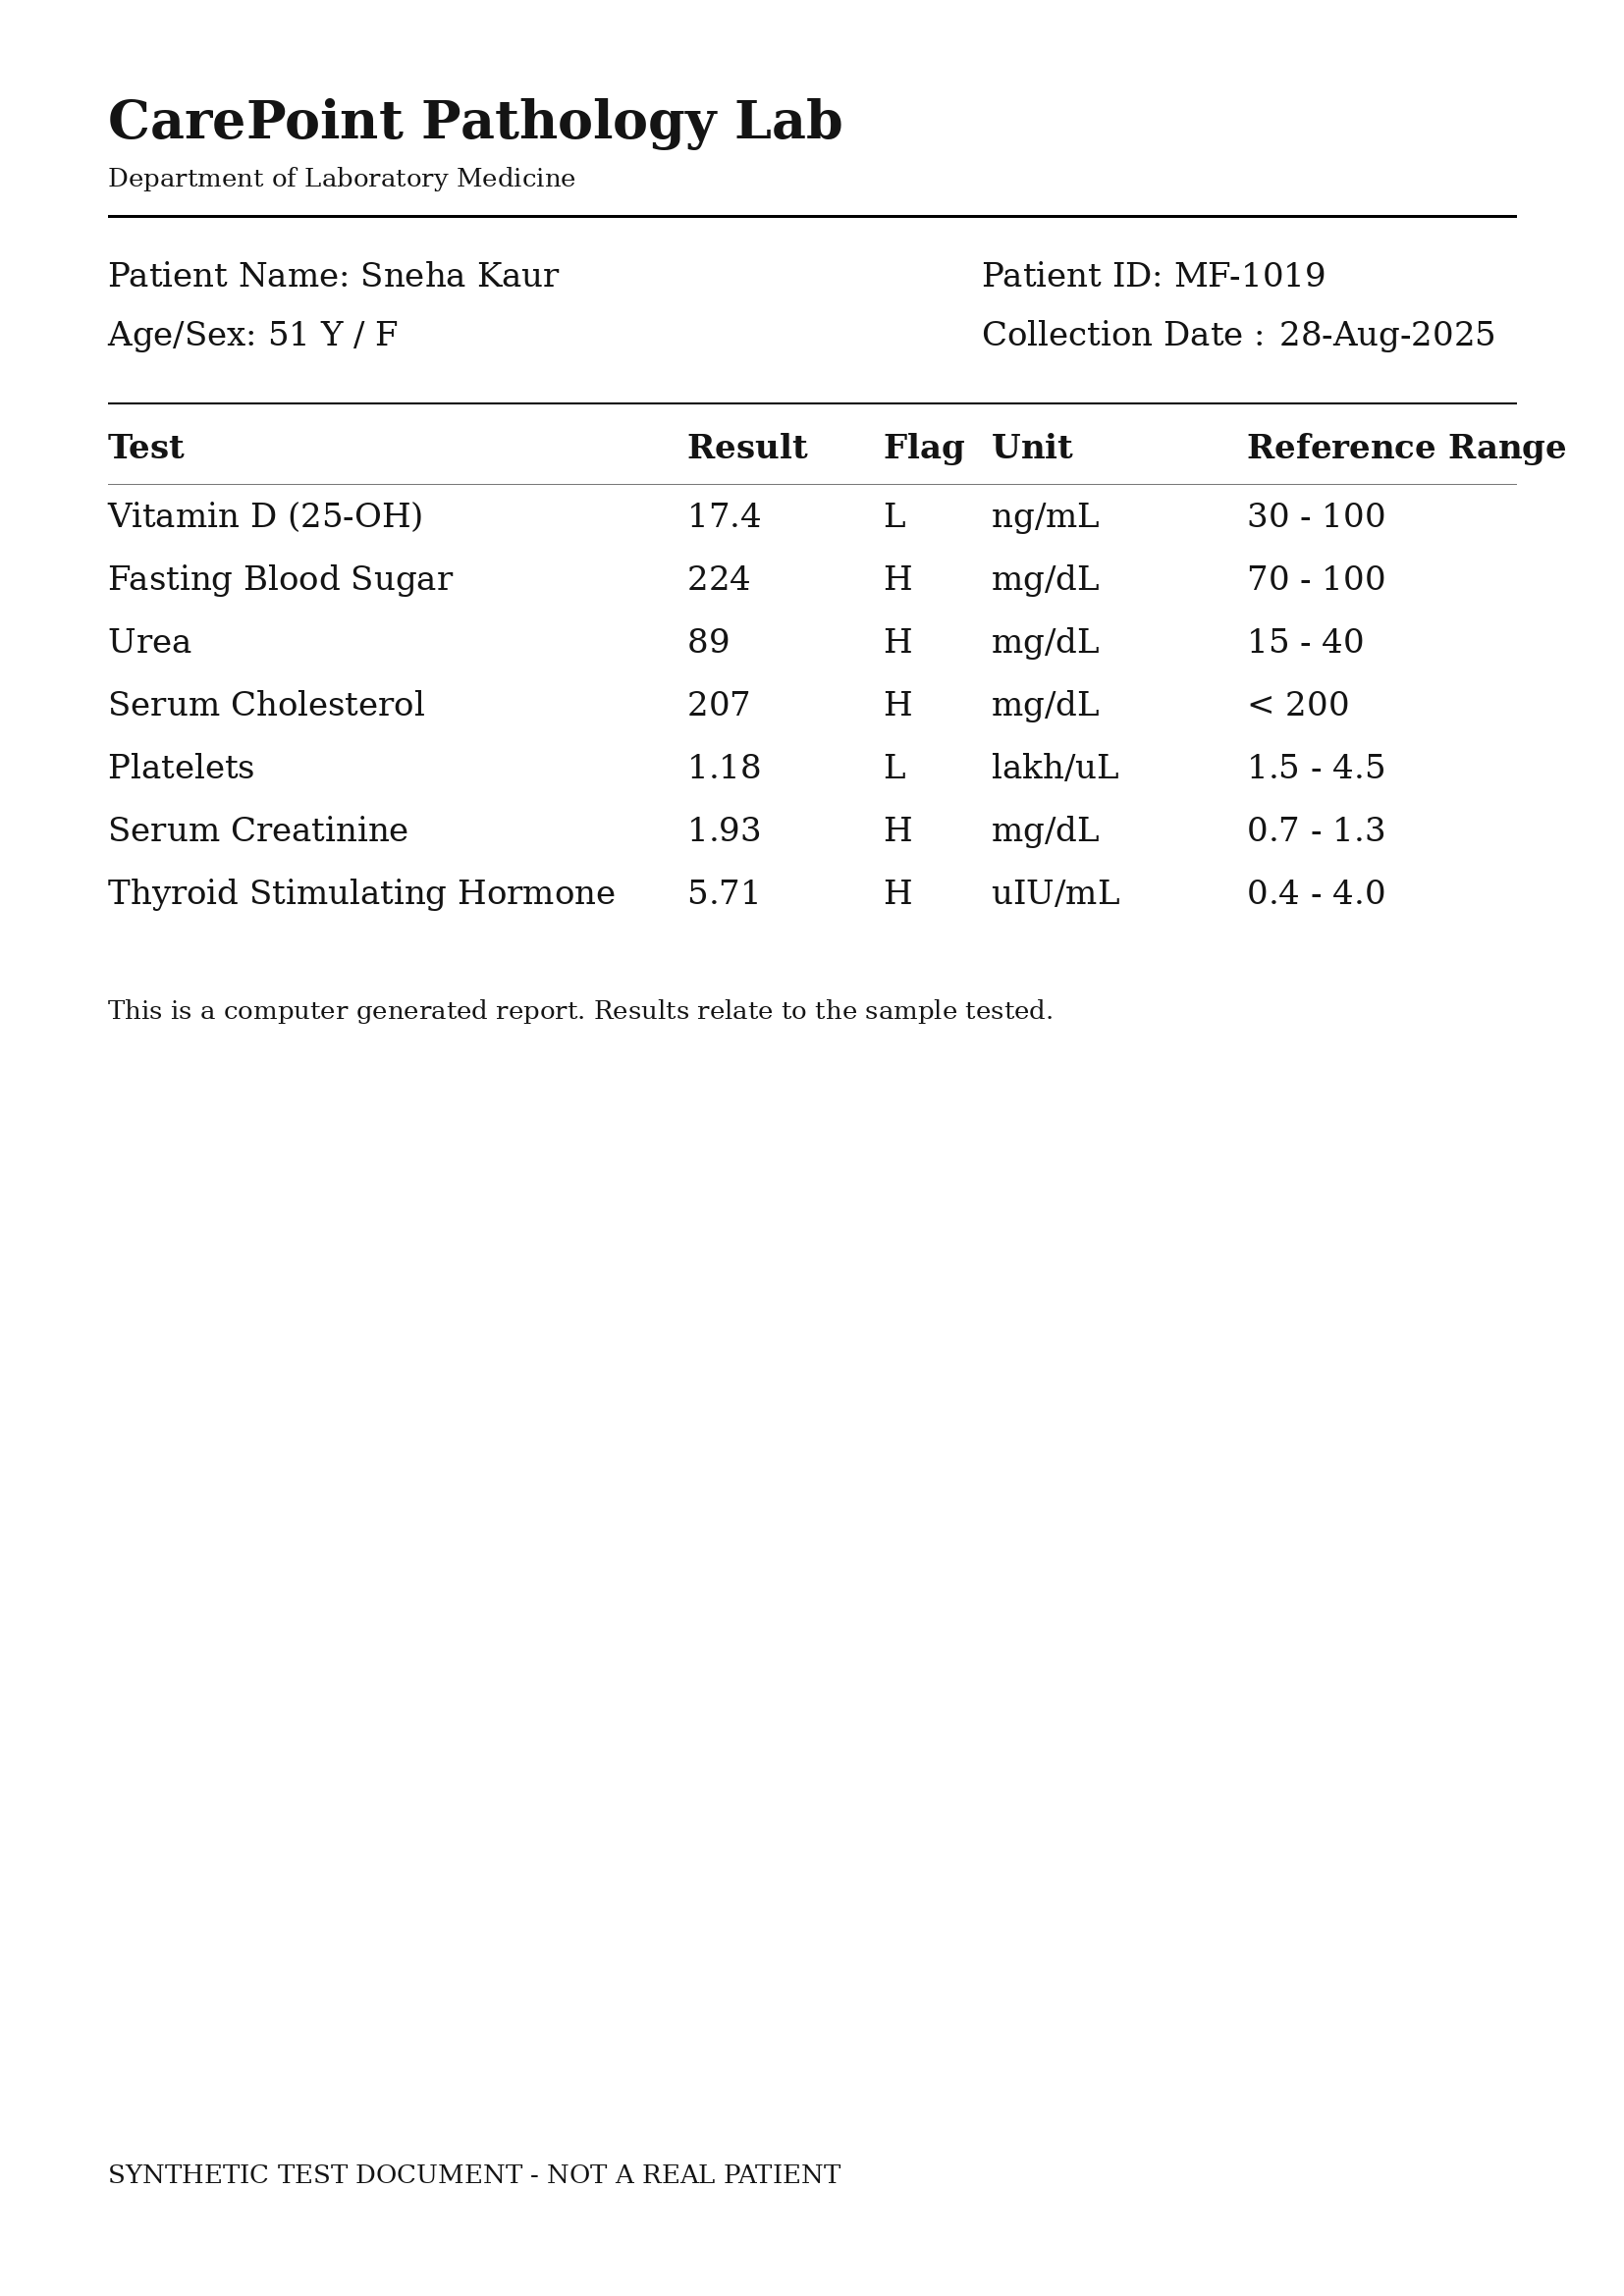 CarePoint Pathology Lab
Department of Laboratory Medicine
Patient Name: Sneha Kaur Patient ID: MF-1019
Age/Sex: 51 Y / F Collection Date : 28-Aug-2025
Test Result Flag Unit Reference Range
Vitamin D (25-OH) 17.4 L ng/mL 30 - 100
Fasting Blood Sugar 224 H mg/dL 70 - 100
Urea 89 H mg/dL 15 - 40
Serum Cholesterol 207 H mg/dL < 200
Platelets 1.18 L lakh/uL 1.5 - 4.5
Serum Creatinine 1.93 H mg/dL 0.7 - 1.3
Thyroid Stimulating Hormone 5.71 H uIU/mL 0.4 - 4.0
This is a computer generated report. Results relate to the sample tested.
SYNTHETIC TEST DOCUMENT - NOT A REAL PATIENT